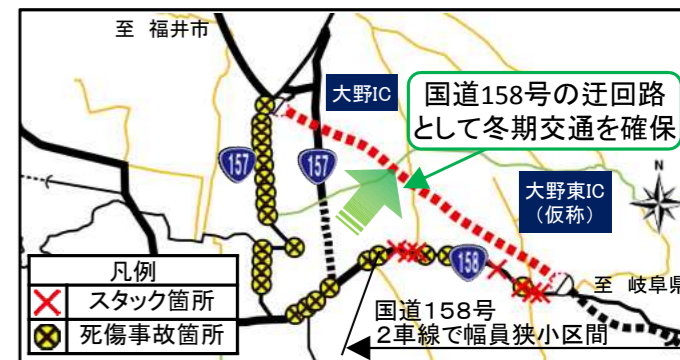 至 福井市
大野IC
国道158号の迂回路
として冬期交通を確保
157
157
N
大野東IC
（仮称）
158
至 岐阜県
凡例
スタック箇所
死傷事故箇所
国道１５８号
２車線で幅員狭小区間